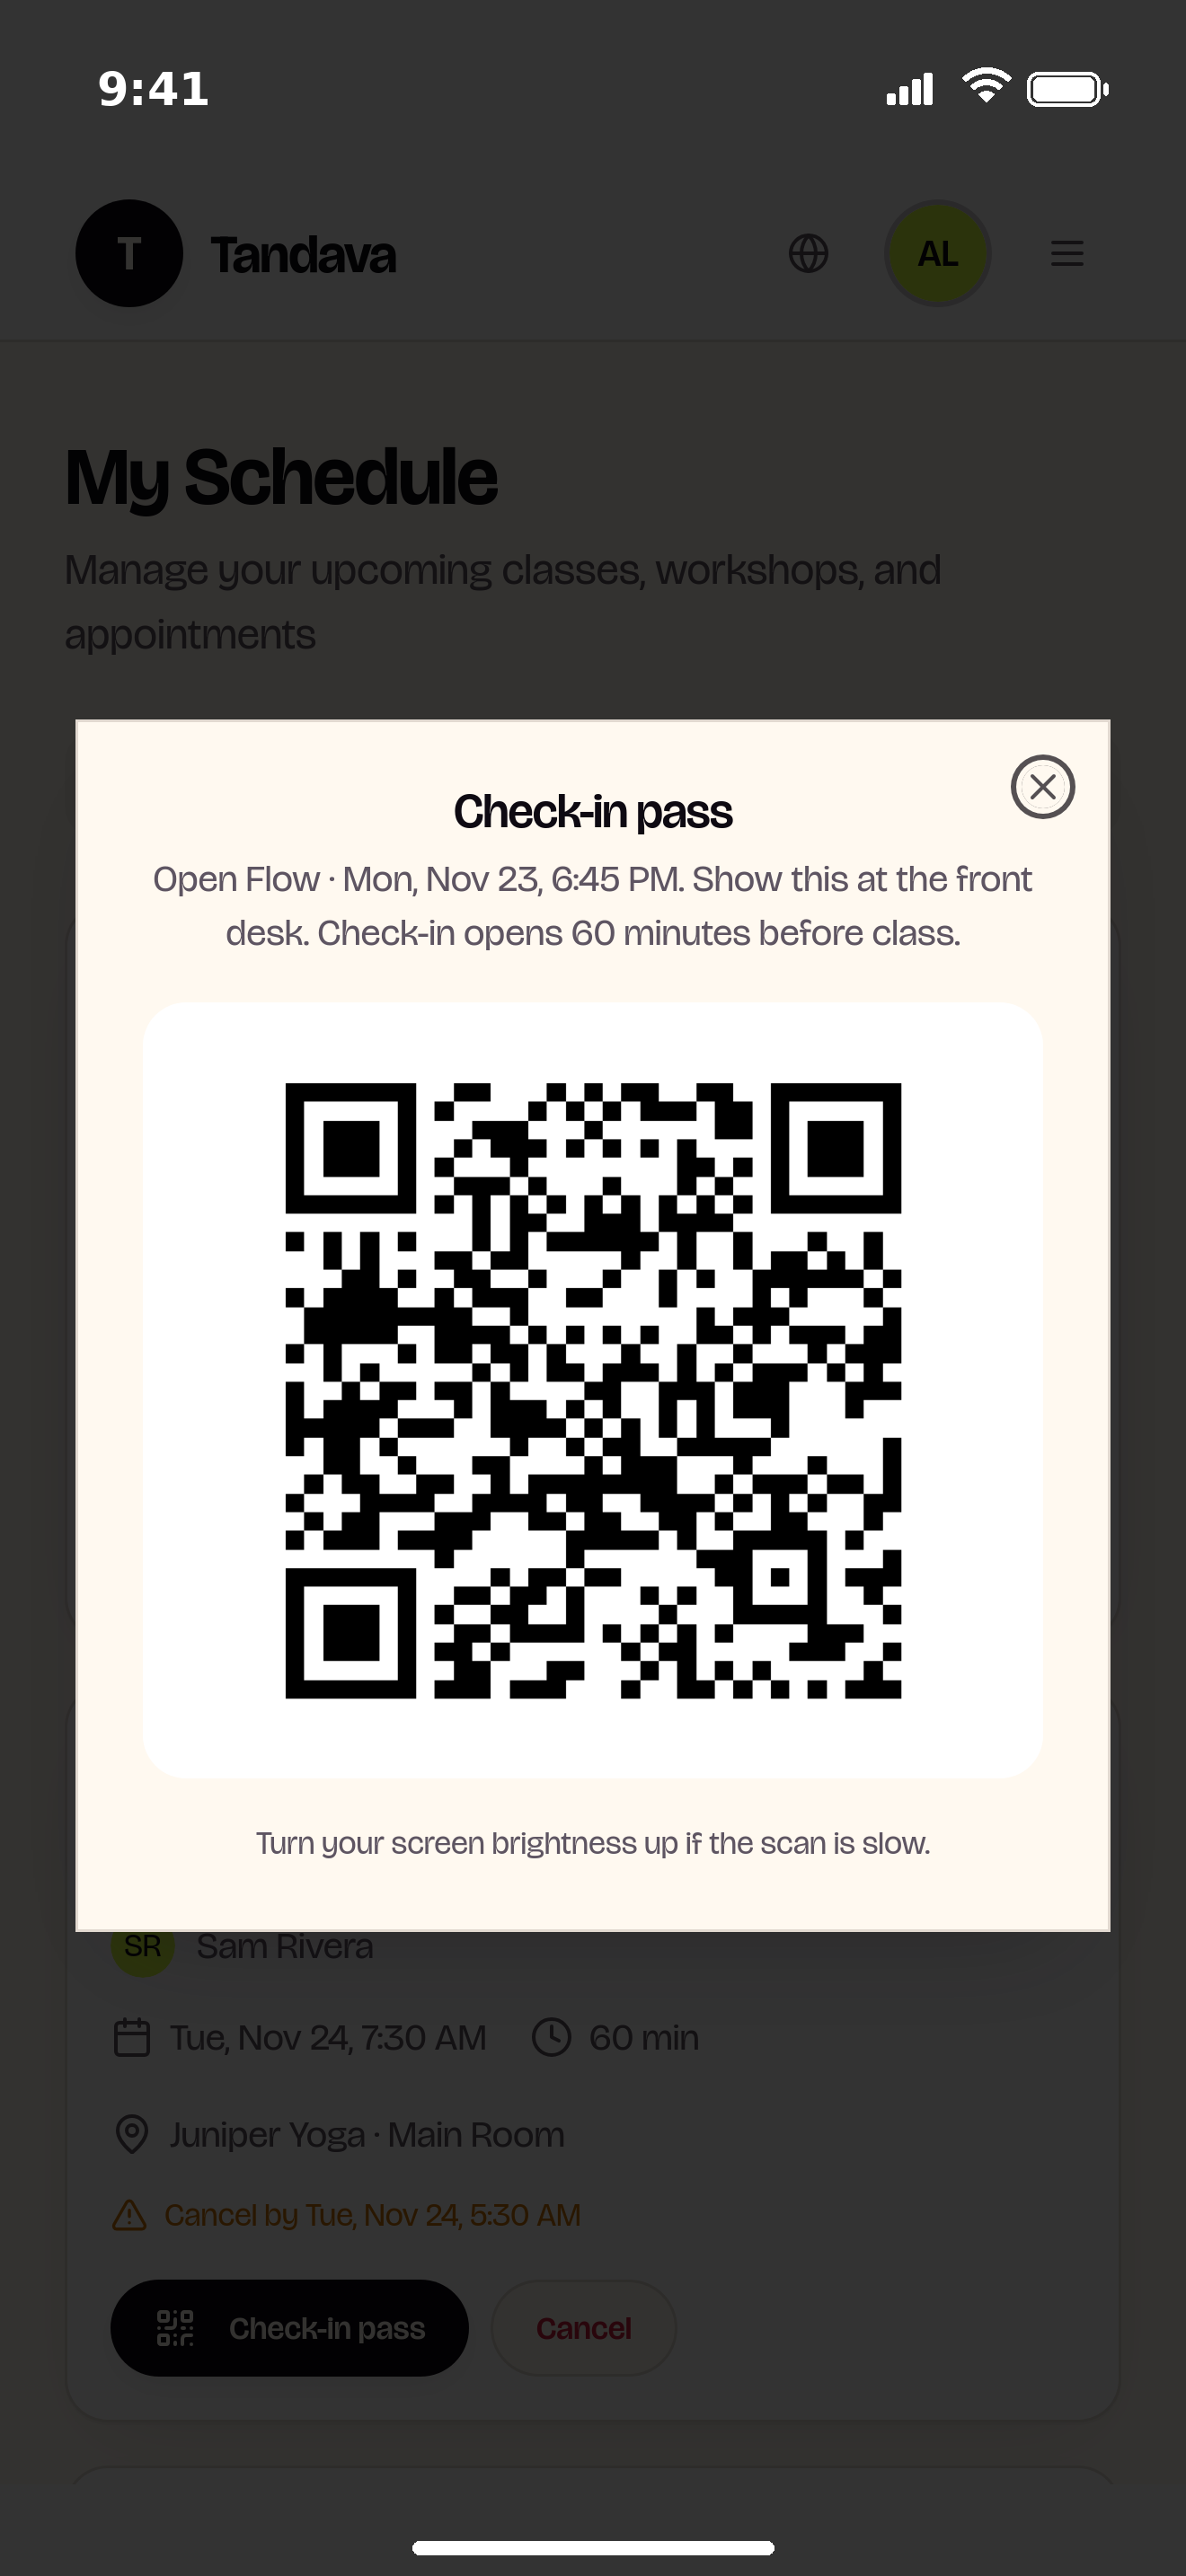 9:41
T
Tandava
AL
My Schedule
Manage your upcoming classes, workshops, and
appointments
Check-in pass
Open Flow · Mon, Nov 23, 6:45 PM. Show this at the front
desk. Check-in opens 60 minutes before class.
Turn your screen brightness up if the scan is slow.
SR Sam Rivera
Tue, Nov 24, 7:30 AM 60 min
Juniper Yoga · Main Room
Cancel by Tue, Nov 24, 5:30 AM
Check-in pass Cancel